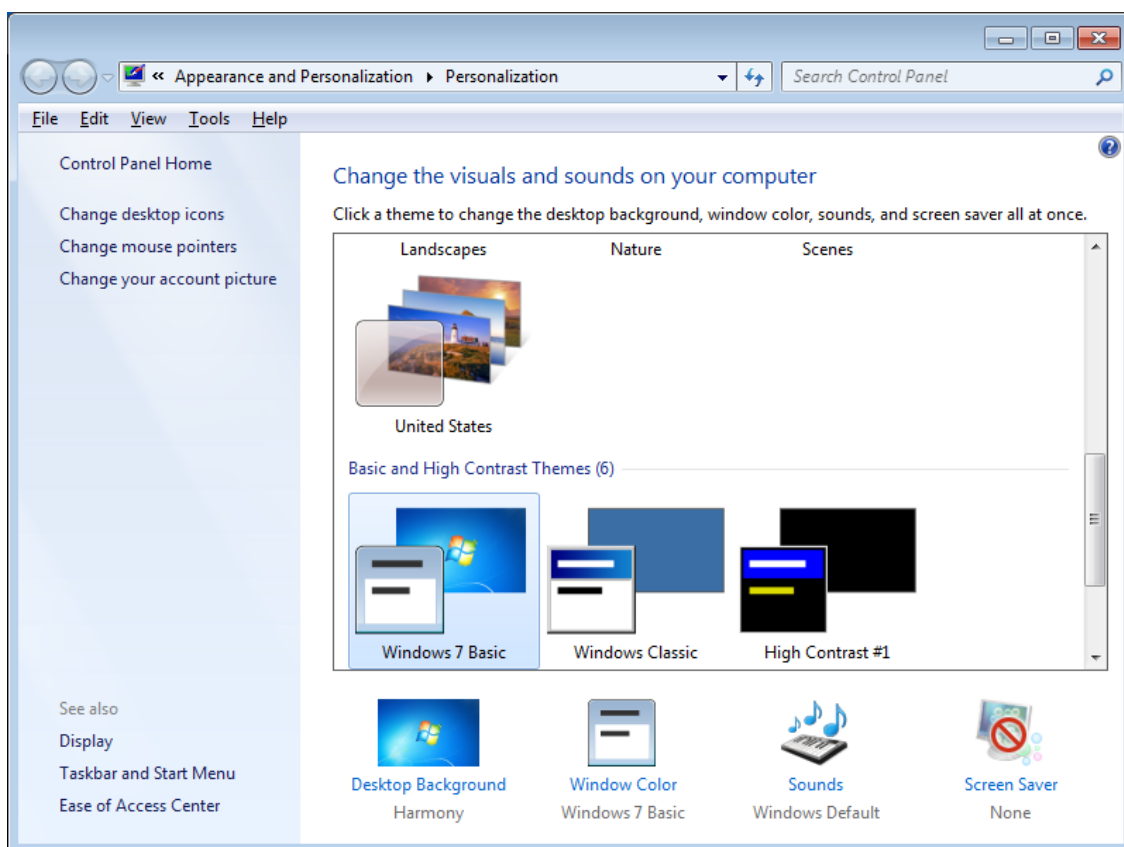 « Appearance and Personalization ▸ Personalization
Search Control Panel
File Edit View Tools Help
Control Panel Home
Change desktop icons
Change mouse pointers
Change your account picture
Change the visuals and sounds on your computer
Click a theme to change the desktop background, window color, sounds, and screen saver all at once.
Landscapes Nature Scenes
United States
Basic and High Contrast Themes (6)
Windows 7 Basic Windows Classic High Contrast #1
See also
Display
Taskbar and Start Menu
Ease of Access Center
Desktop Background Window Color Sounds Screen Saver
Harmony Windows 7 Basic Windows Default None